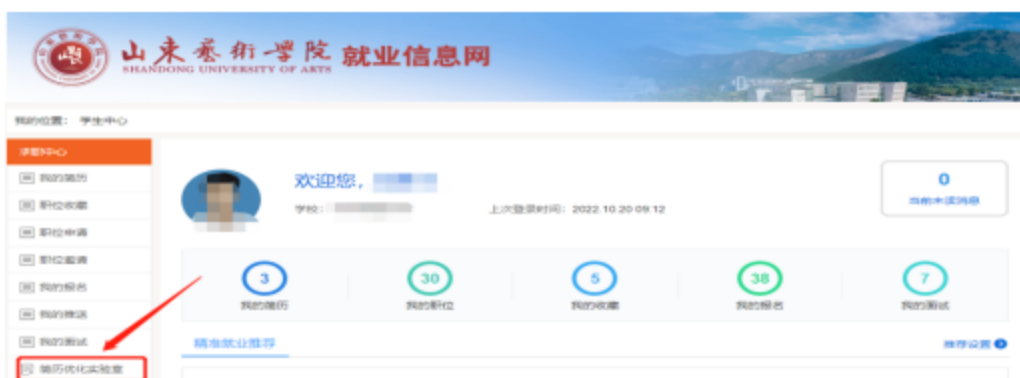 山东艺术学院 就业信息网
SHANDONG UNIVERSITY OF ARTS
我的位置： 学生中心
求职中心
我的简历
职位收藏
职位申请
职位邀请
我的报名
我的推送
我的面试
简历优化实验室
欢迎您，
学校：
上次登录时间：2022.10.20 09:12
0
当前未读消息
3
我的简历
30
我的职位
5
我的收藏
38
我的报名
7
我的面试
精准就业推荐
推荐设置